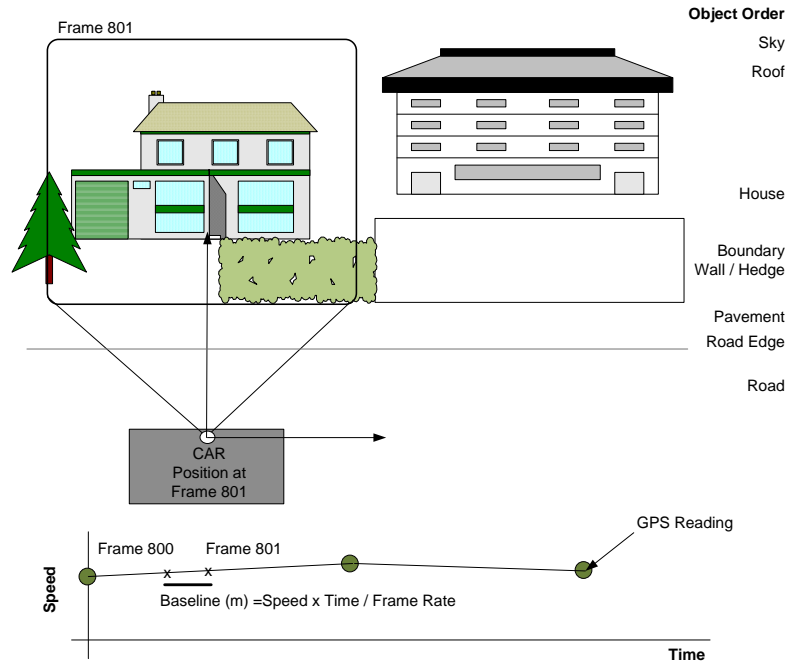 Frame 801
Object Order
Sky
Roof
House
Boundary
Wall / Hedge
Pavement
Road Edge
Road
CAR
Position at
Frame 801
GPS Reading
Frame 800
Frame 801
x
x
Baseline (m) =Speed x Time / Frame Rate
Speed
Time